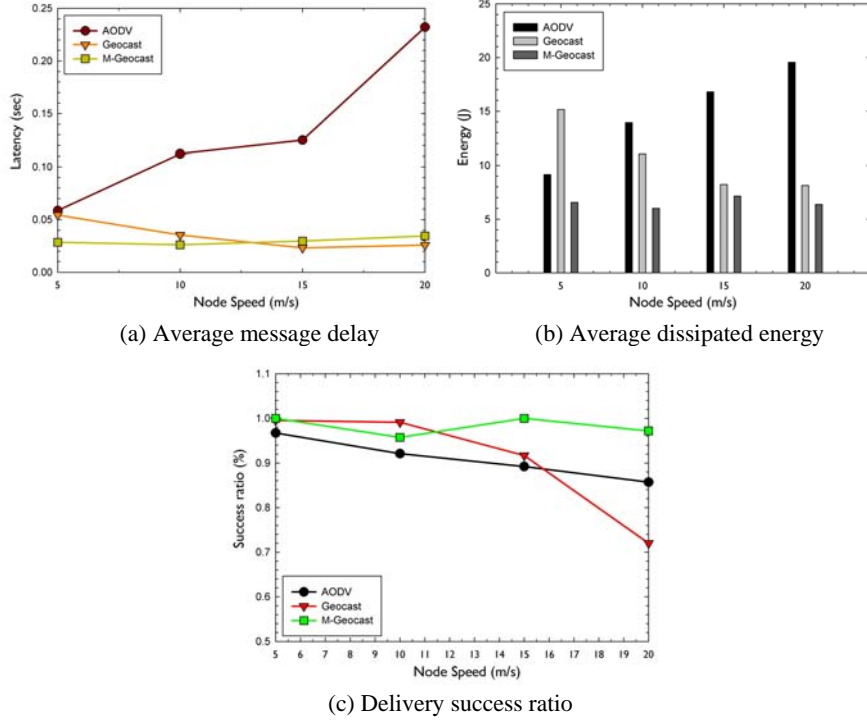 0.25
0.20
0.15
0.10
0.05
0.00
Latency (sec)
AODV
Geocast
M-Geocast
5 10 15 20
Node Speed (m/s)
(a) Average message delay
25
20
15
10
5
0
Energy (J)
AODV
Geocast
M-Geocast
5 10 15 20
Node Speed (m/s)
(b) Average dissipated energy
1.1
1.0
0.9
0.8
0.7
0.6
0.5
Success ratio (%)
AODV
Geocast
M-Geocast
5 6 7 8 9 10 11 12 13 14 15 16 17 18 19 20
Node Speed (m/s)
(c) Delivery success ratio